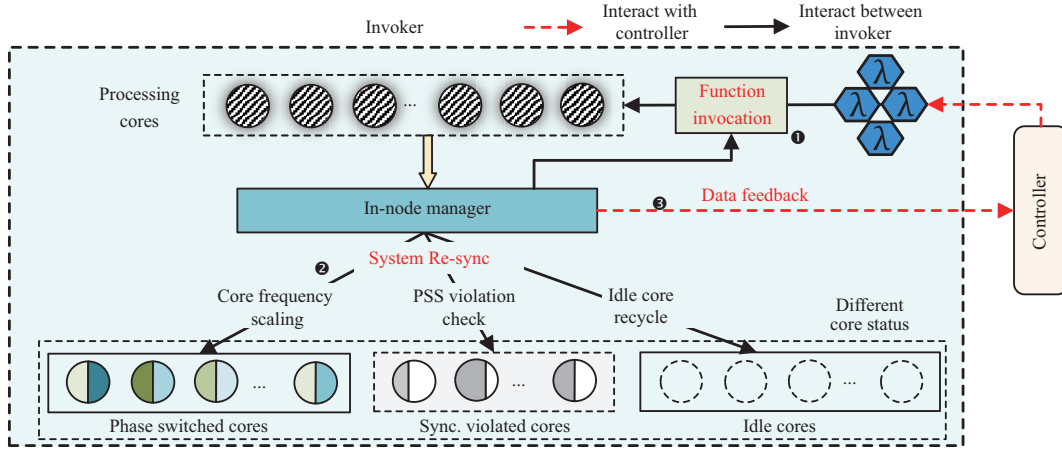 Invoker
Interact with
controller
Interact between
invoker
Processing
cores
...
Function
invocation
λ
λ λ
λ
❶
Controller
In-node manager
❸
Data feedback
❷
System Re-sync
Core frequency
scaling
PSS violation
check
Idle core
recycle
Different
core status
...
...
...
Phase switched cores
Sync. violated cores
Idle cores